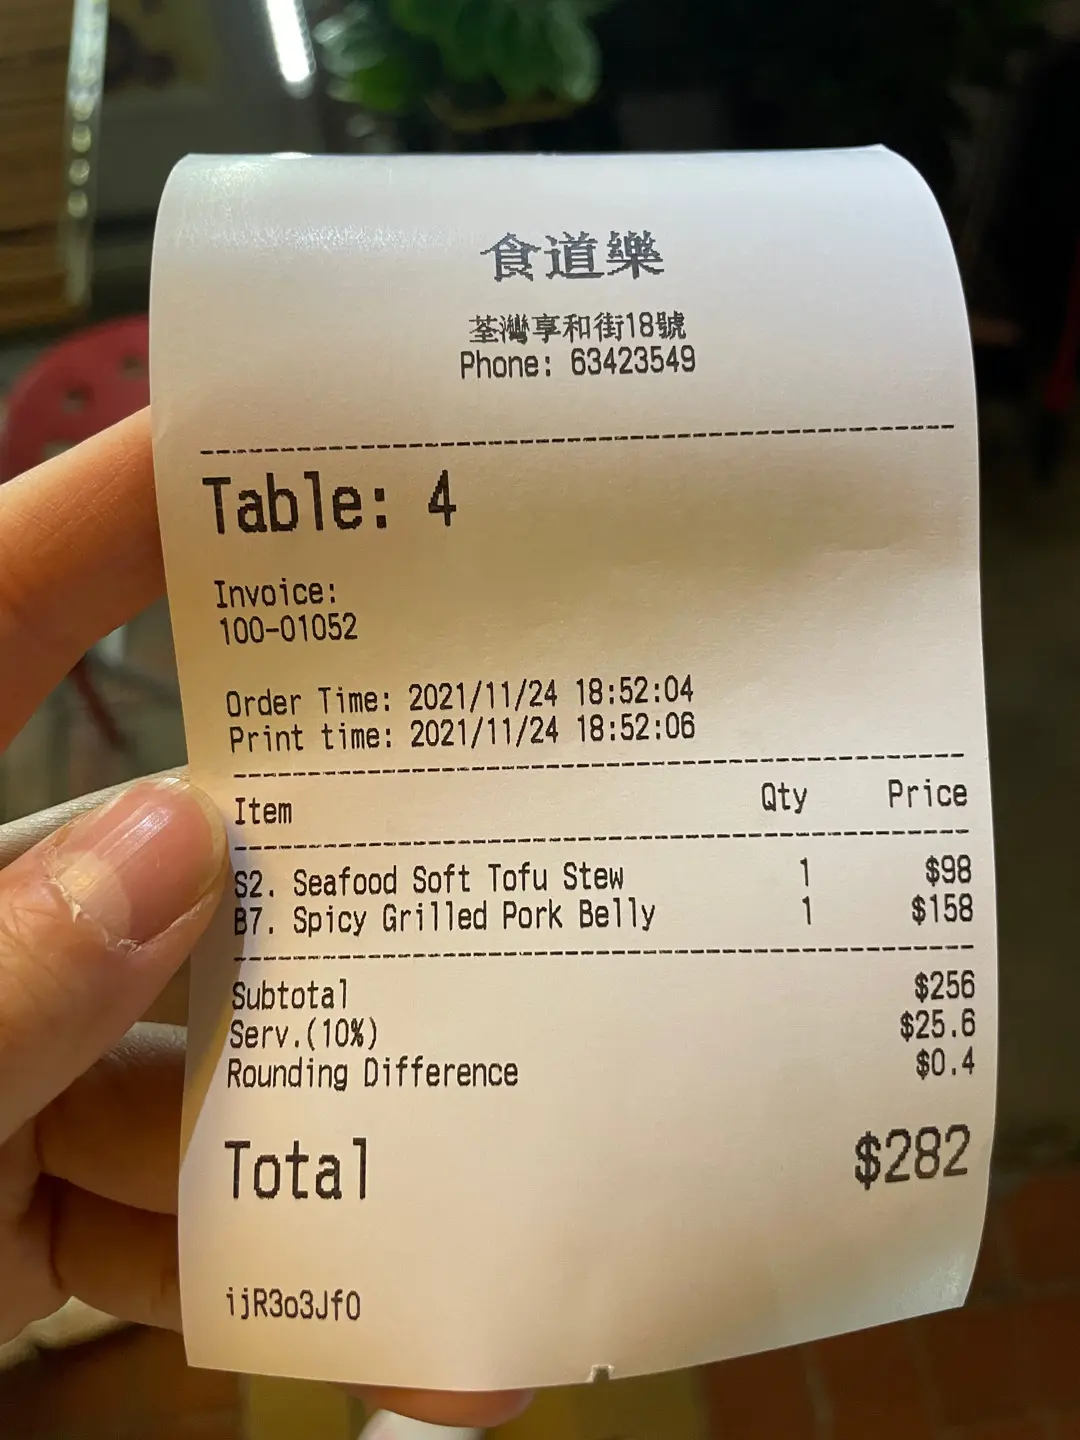 食道樂
荃灣享和街18號
Phone: 63423549
Table: 4
Invoice:
100-01052
Order Time: 2021/11/24 18:52:04
Print time: 2021/11/24 18:52:06
Item Qty Price
S2. Seafood Soft Tofu Stew 1 $98
B7. Spicy Grilled Pork Belly 1 $158
Subtotal $256
Serv.(10%) $25.6
Rounding Difference $0.4
Total $282
ijR3o3Jf0